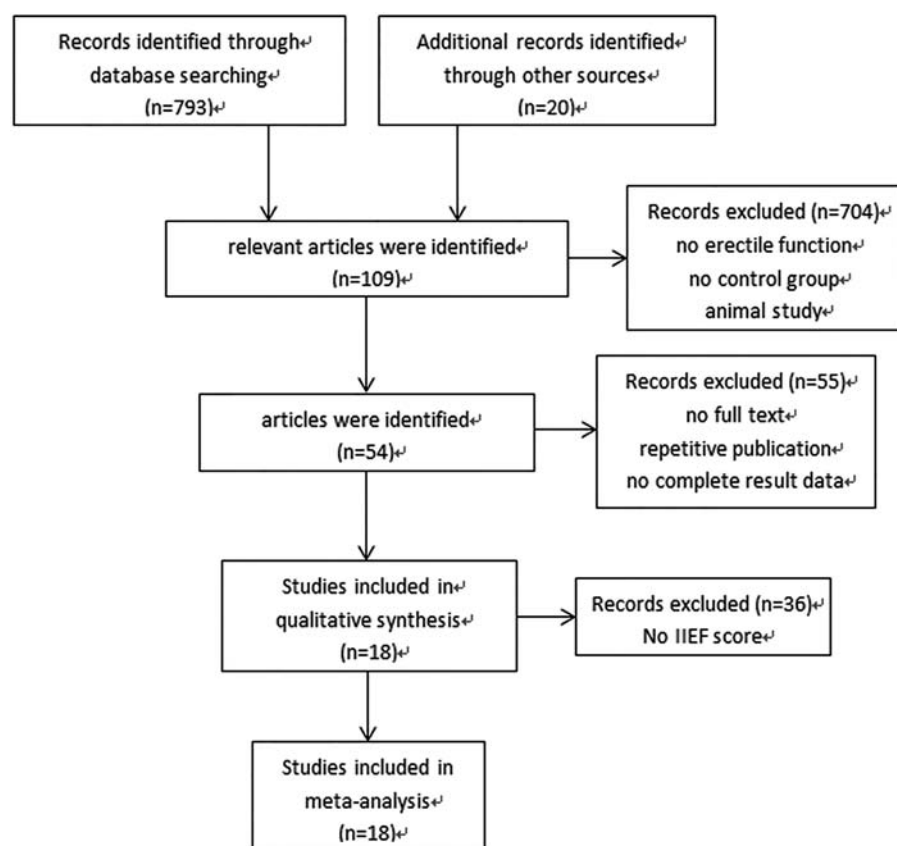 Records identified through↵
database searching↵
(n=793)↵
Additional records identified↵
through other sources↵
(n=20)↵
relevant articles were identified↵
(n=109)↵
Records excluded (n=704)↵
no erectile function↵
no control group↵
animal study↵
articles were identified↵
(n=54)↵
Records excluded (n=55)↵
no full text↵
repetitive publication↵
no complete result data↵
Studies included in↵
qualitative synthesis↵
(n=18)↵
Records excluded (n=36)↵
No IIEF score↵
Studies included in↵
meta-analysis↵
(n=18)↵